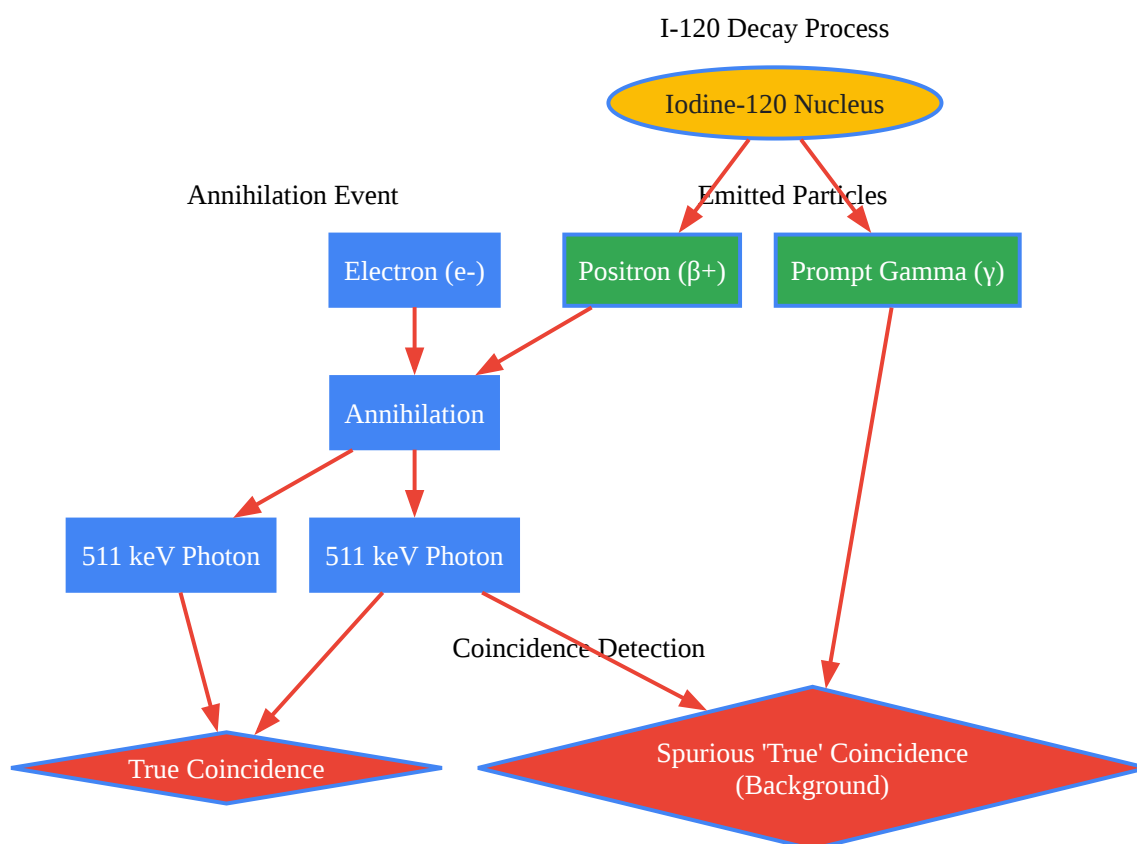 I-120 Decay Process
Iodine-120 Nucleus
Annihilation Event
Emitted Particles
Electron (e-)
Positron (β+)
Prompt Gamma (γ)
Annihilation
511 keV Photon
511 keV Photon
Coincidence Detection
True Coincidence
Spurious 'True' Coincidence
(Background)